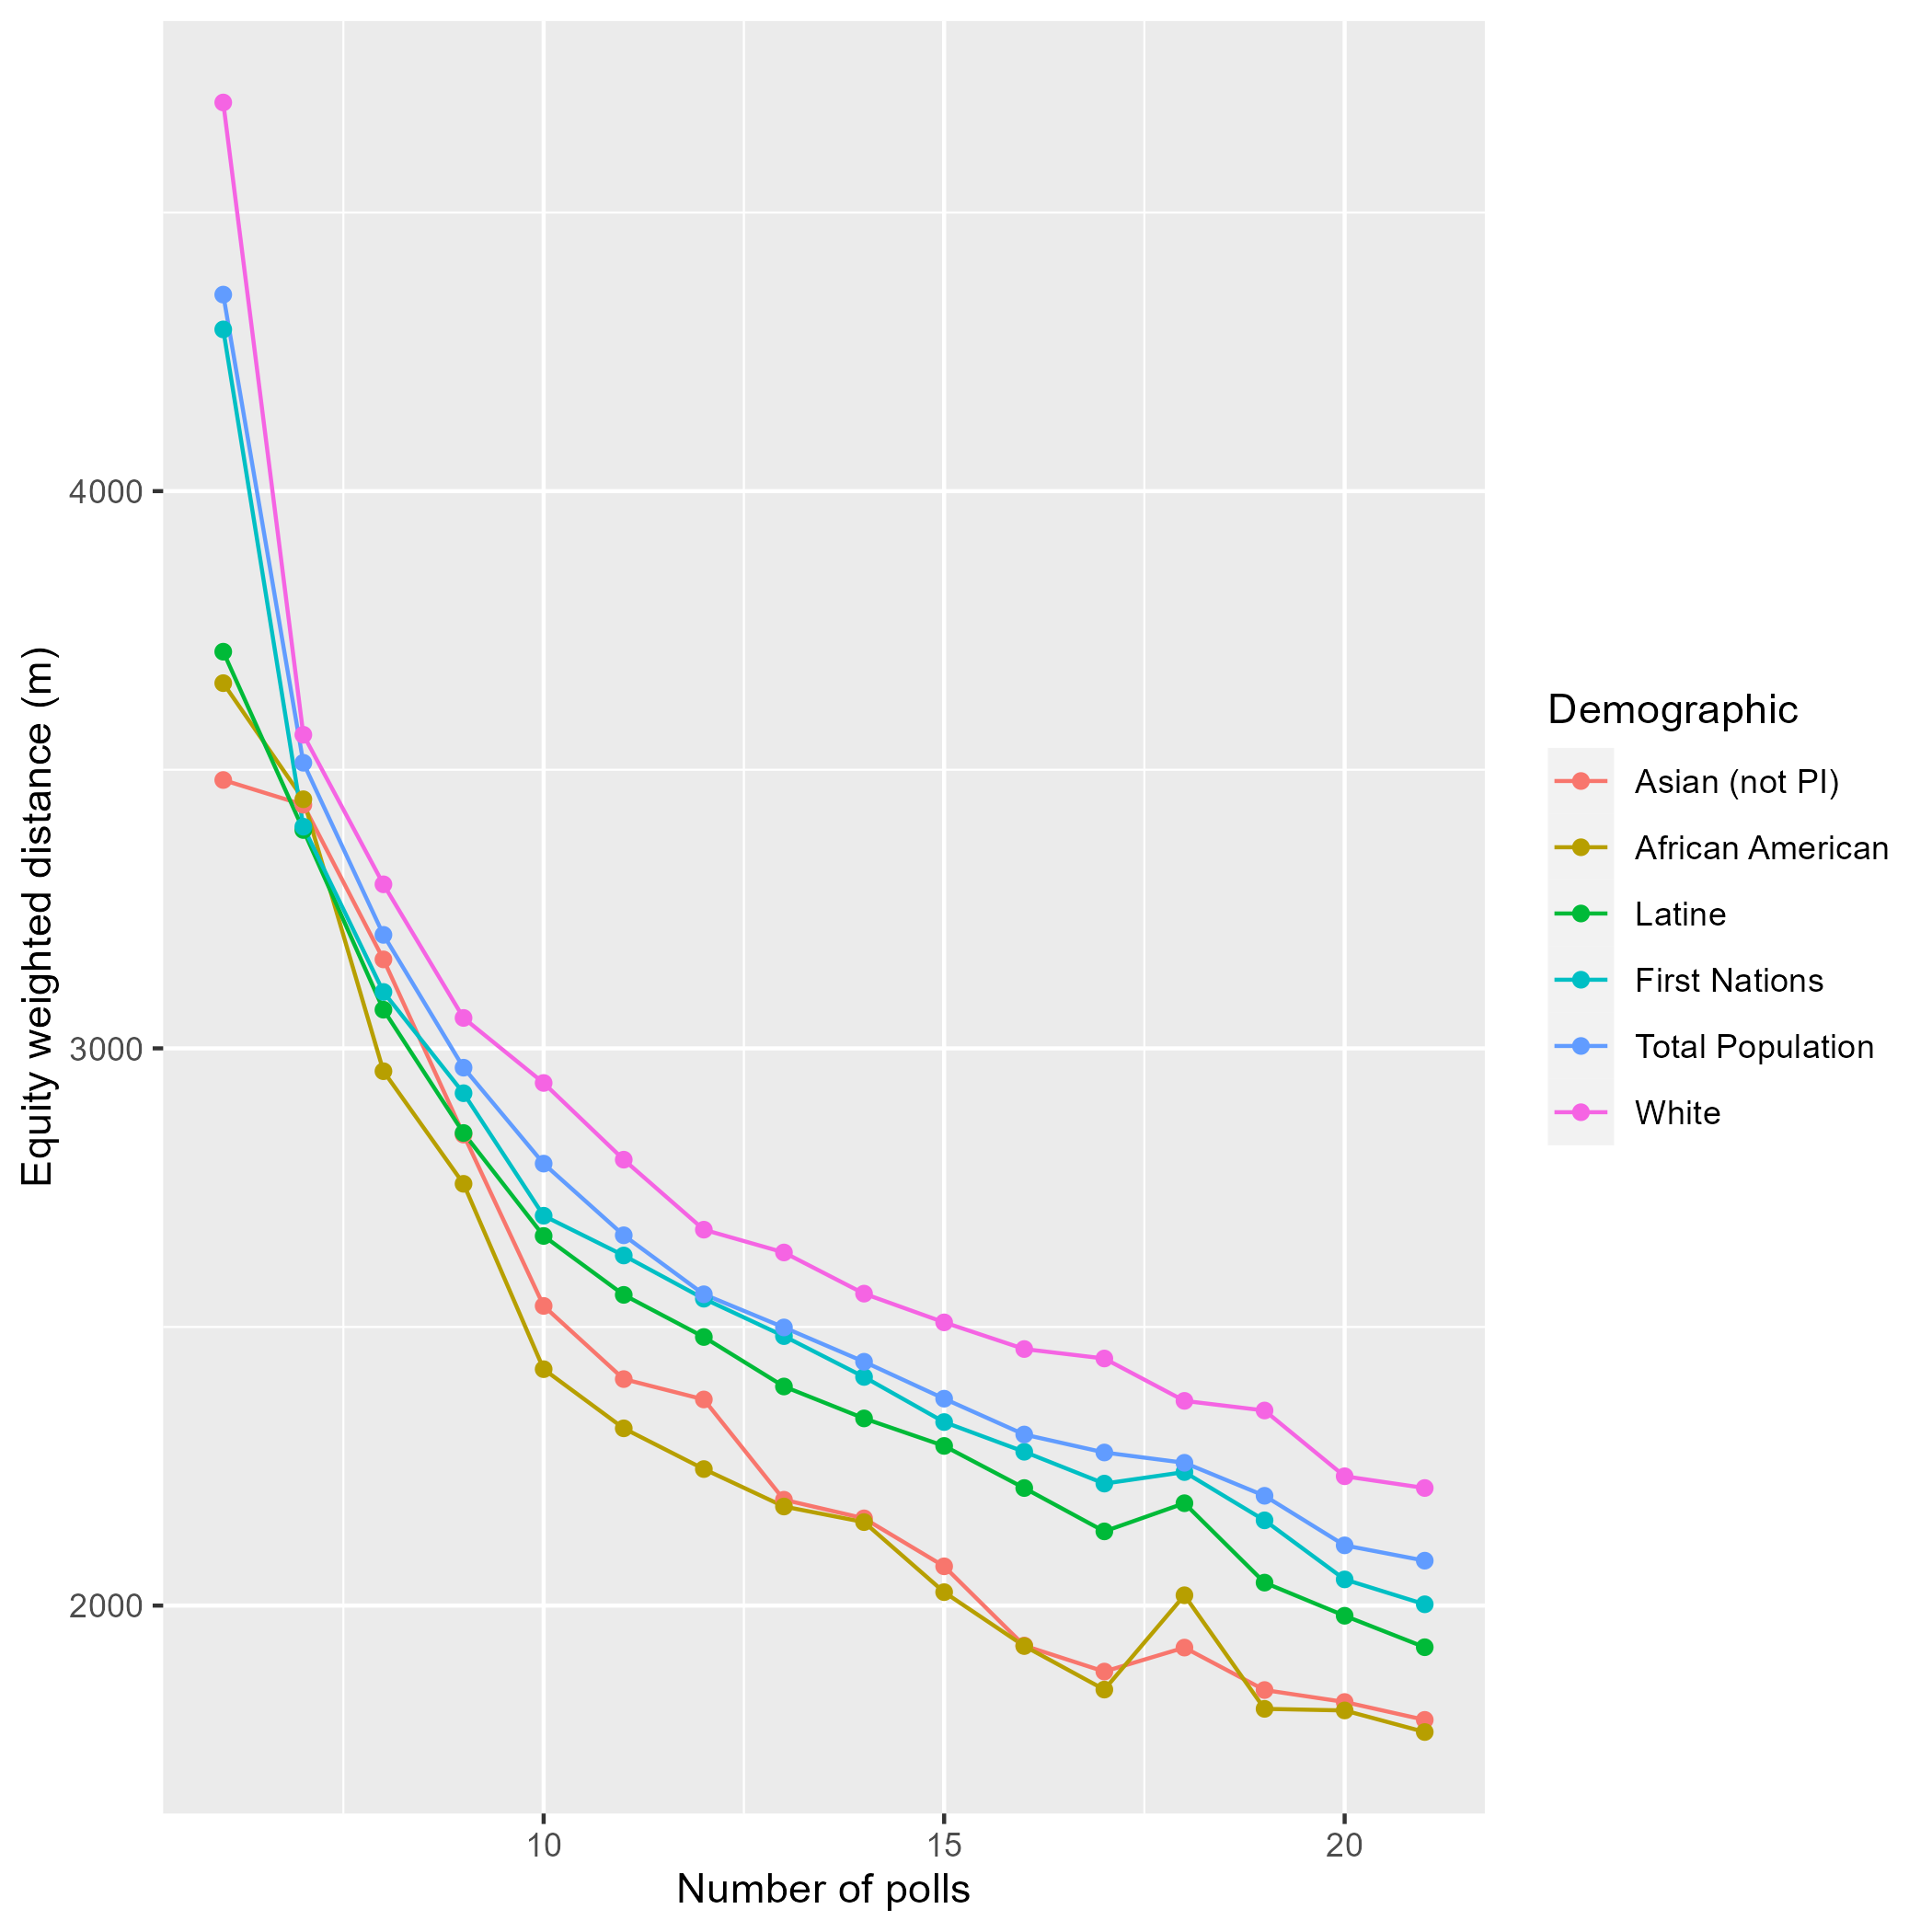 4000
3000
2000
Equity weighted distance (m)
10
15
20
Number of polls
Demographic
Asian (not PI)
African American
Latine
First Nations
Total Population
White